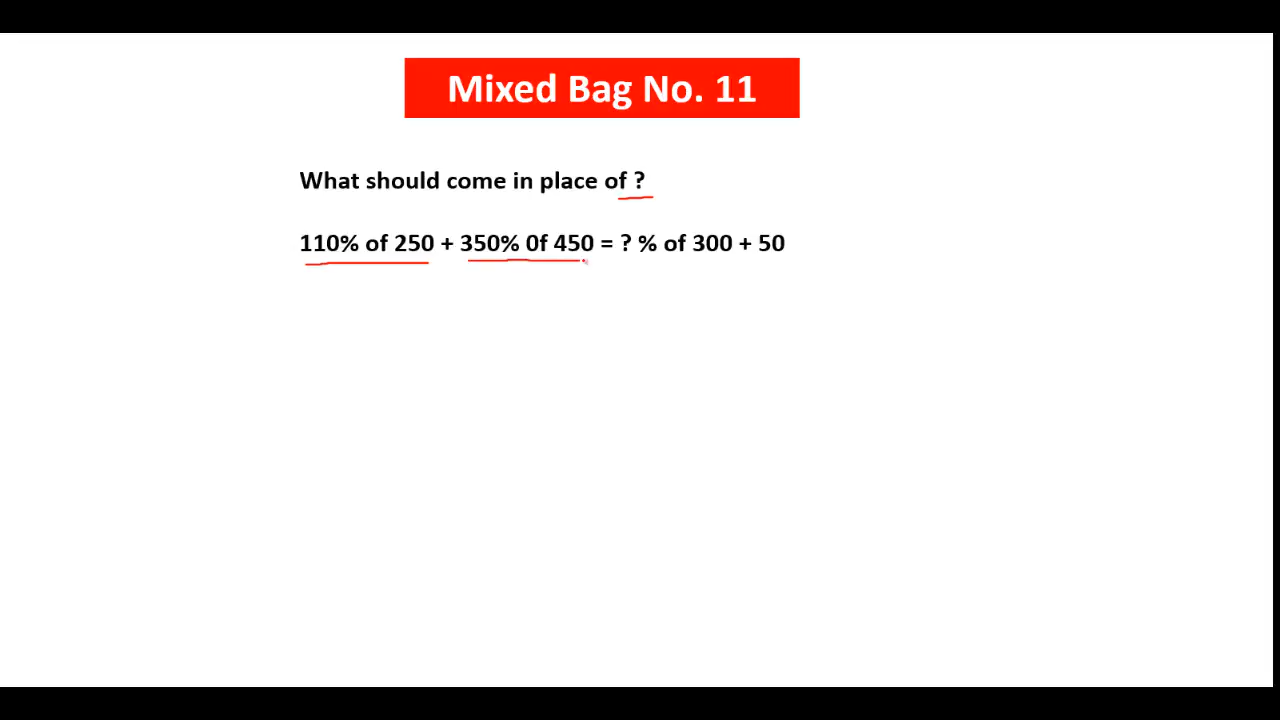 Mixed Bag No. 11
What should come in place of ?
110% of 250 + 350% 0f 450 = ? % of 300 + 50